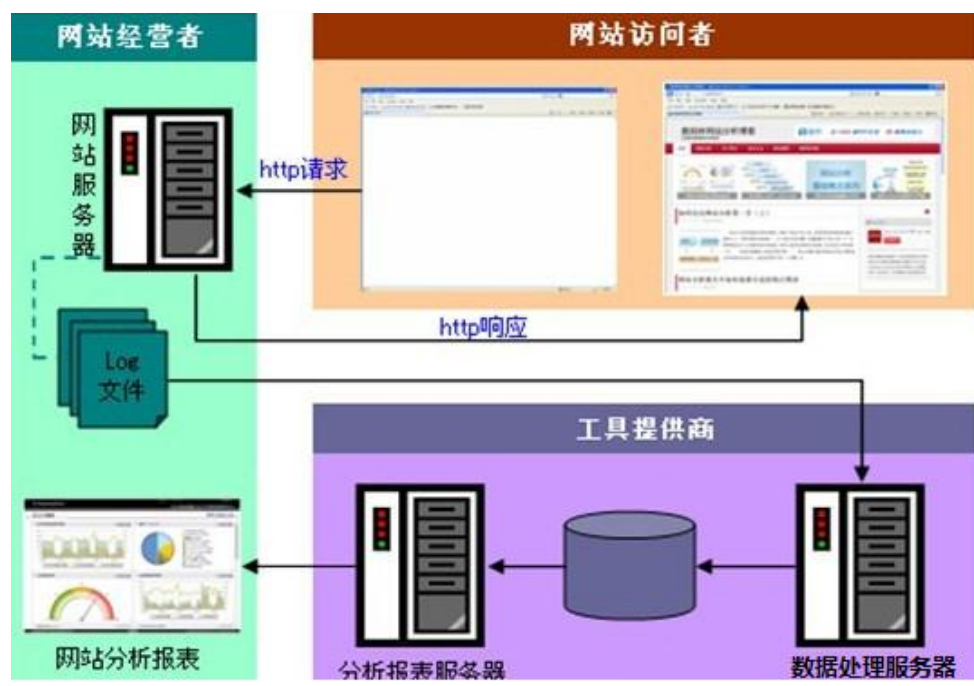 网站经营者
网站访问者
网站服务器
http请求
http响应
Log
文件
工具提供商
网站分析报表
分析报表服务器
数据处理服务器